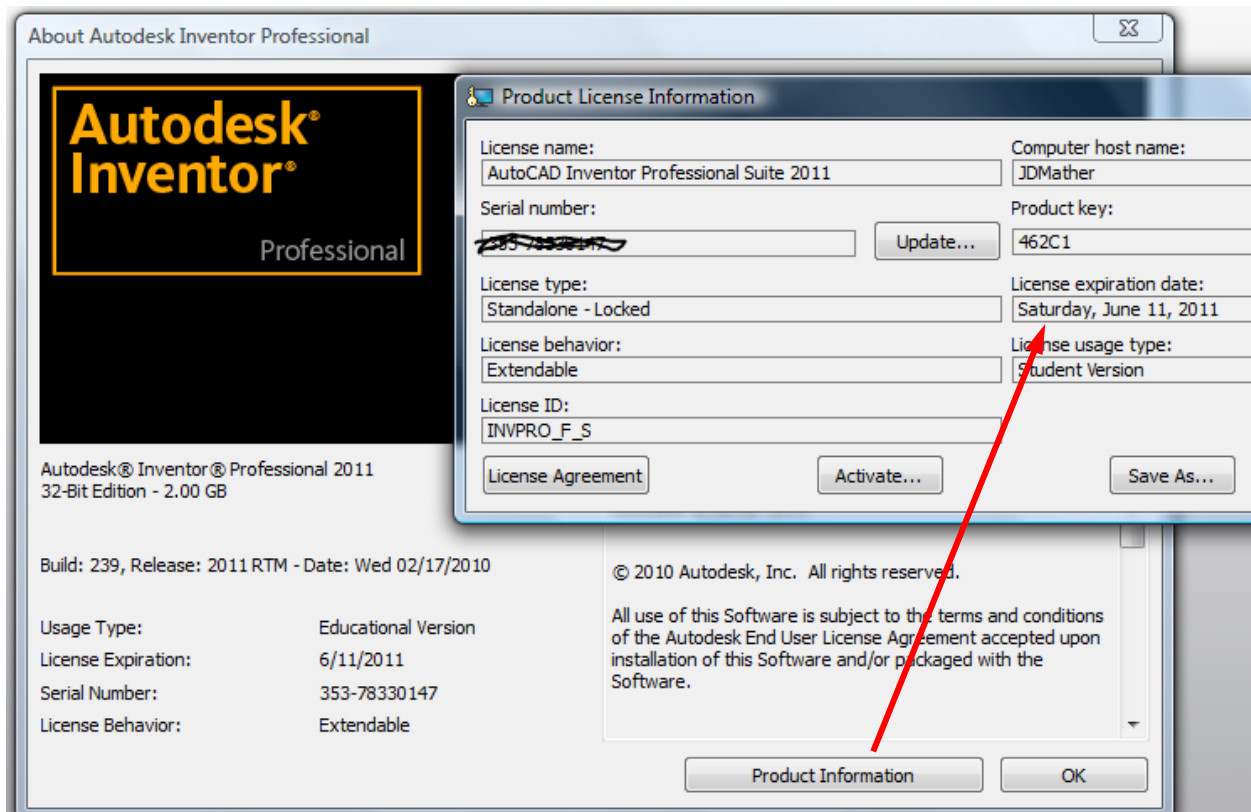 About Autodesk Inventor Professional
Autodesk®
Inventor®
Professional
Product License Information
License name:
AutoCAD Inventor Professional Suite 2011
Computer host name:
JDMather
Serial number:
Update...
Product key:
462C1
License type:
Standalone - Locked
License expiration date:
Saturday, June 11, 2011
License behavior:
Extendable
License usage type:
Student Version
License ID:
INVPRO_F_S
License Agreement
Activate...
Save As...
Autodesk® Inventor® Professional 2011
32-Bit Edition - 2.00 GB
Build: 239, Release: 2011 RTM - Date: Wed 02/17/2010
Usage Type: Educational Version
License Expiration: 6/11/2011
Serial Number: 353-78330147
License Behavior: Extendable
© 2010 Autodesk, Inc. All rights reserved.
All use of this Software is subject to the terms and conditions
of the Autodesk End User License Agreement accepted upon
installation of this Software and/or packaged with the
Software.
Product Information
OK